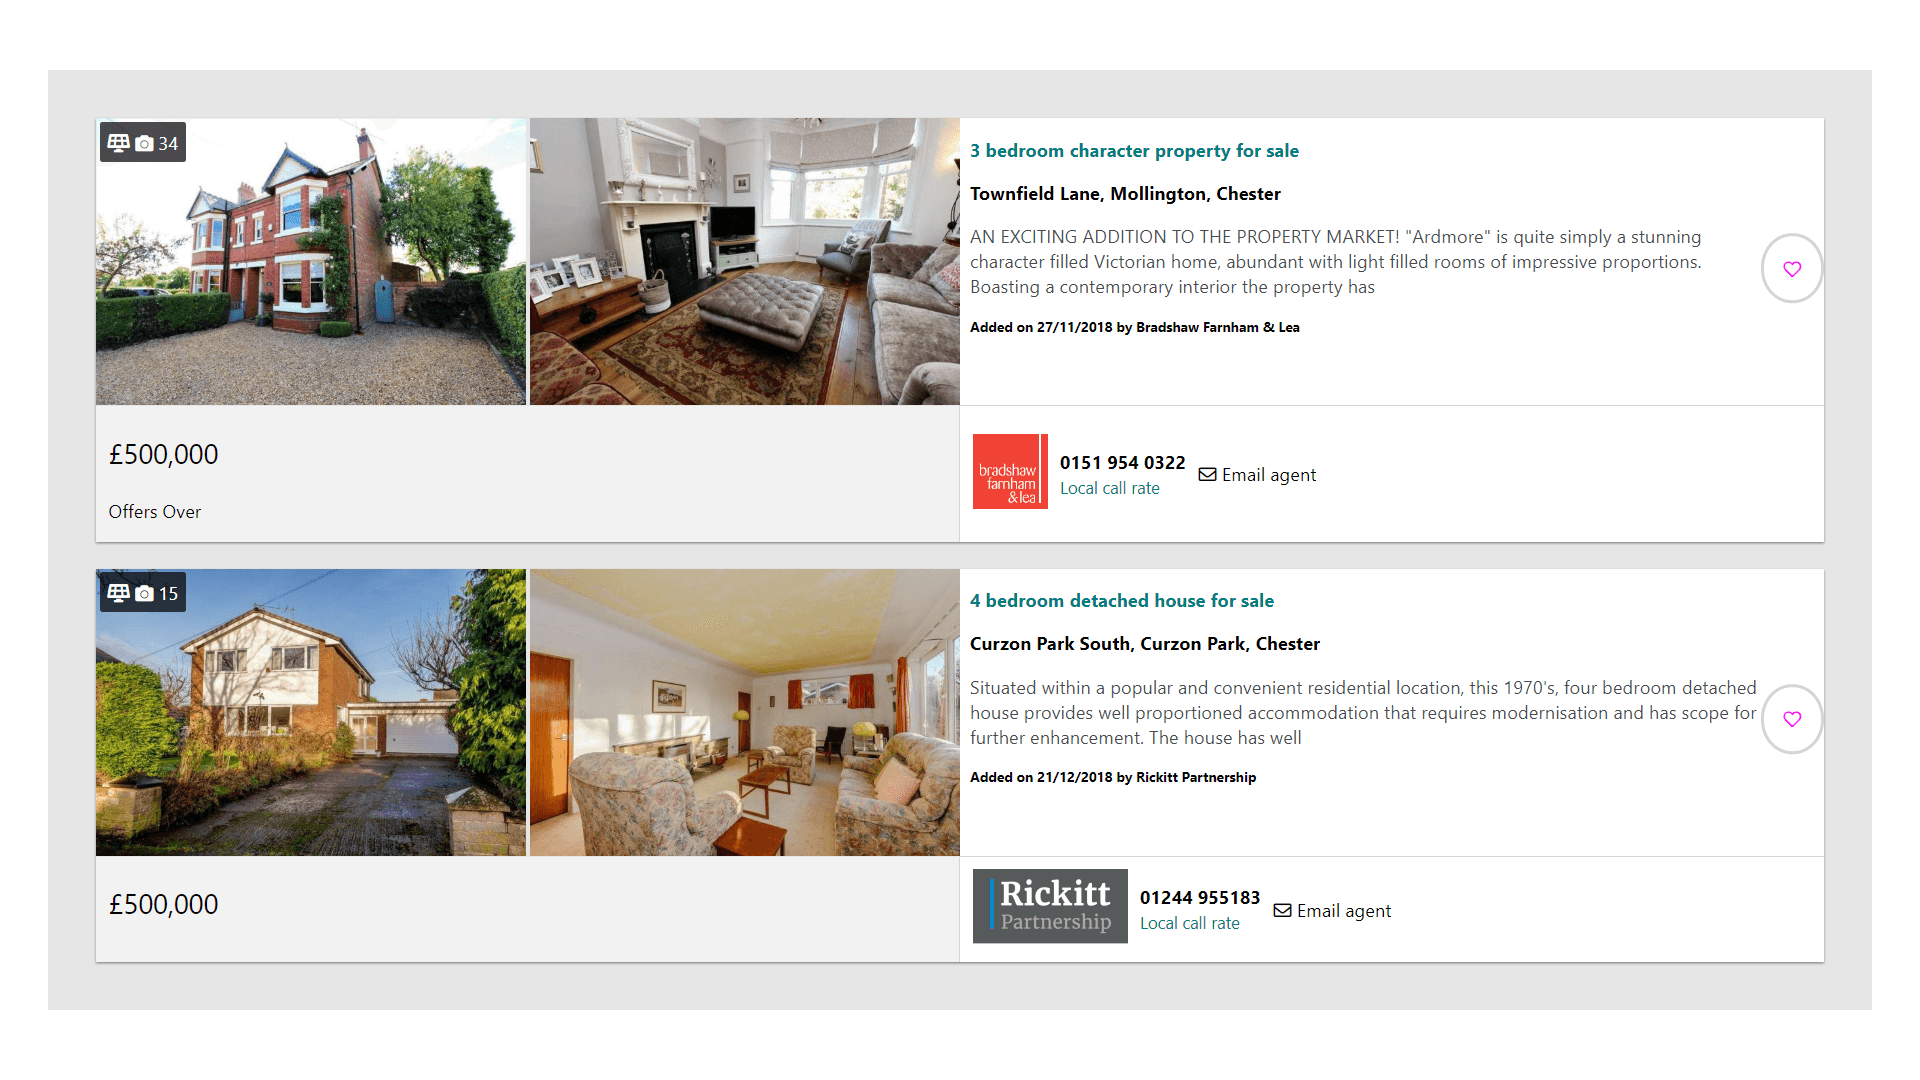 34
3 bedroom character property for sale
Townfield Lane, Mollington, Chester
AN EXCITING ADDITION TO THE PROPERTY MARKET! "Ardmore" is quite simply a stunning
character filled Victorian home, abundant with light filled rooms of impressive proportions.
Boasting a contemporary interior the property has
Added on 27/11/2018 by Bradshaw Farnham & Lea
£500,000
Offers Over
bradshaw
farnham
& lea
0151 954 0322
Local call rate
Email agent
15
4 bedroom detached house for sale
Curzon Park South, Curzon Park, Chester
Situated within a popular and convenient residential location, this 1970's, four bedroom detached
house provides well proportioned accommodation that requires modernisation and has scope for
further enhancement. The house has well
Added on 21/12/2018 by Rickitt Partnership
£500,000
Rickitt
Partnership
01244 955183
Local call rate
Email agent